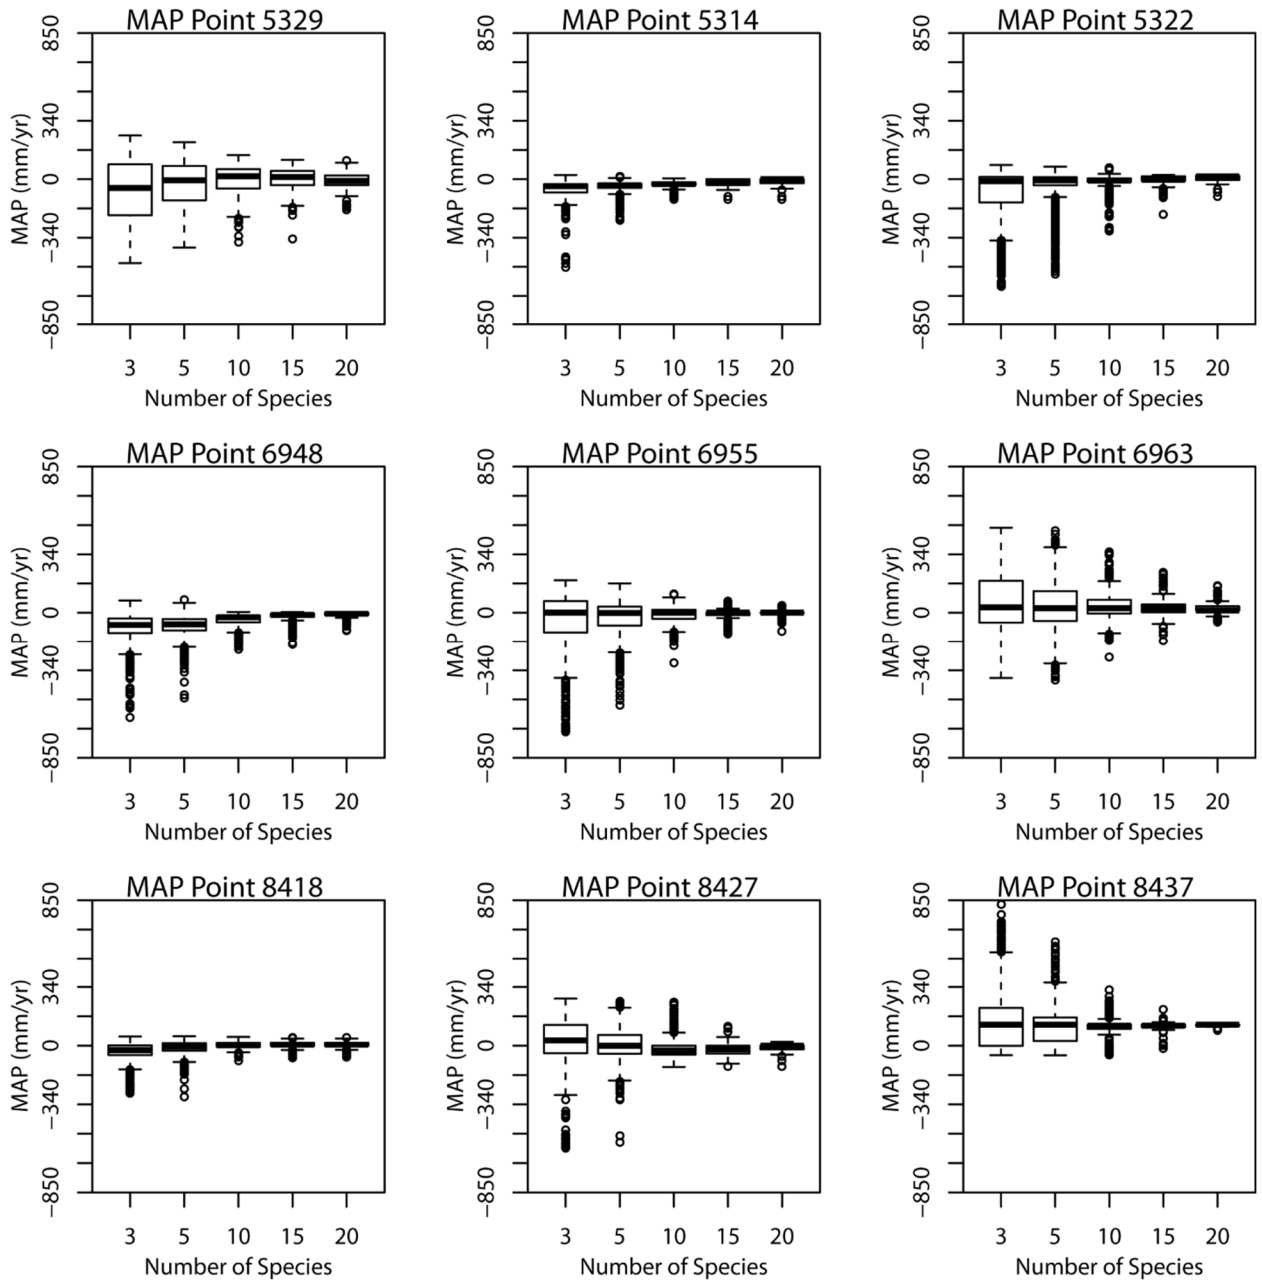 MAP Point 5329
MAP Point 5314
MAP Point 5322
850
340
0
−340
−850
MAP (mm/yr)
3 5 10 15 20
Number of Species
850
340
0
−340
−850
MAP (mm/yr)
3 5 10 15 20
Number of Species
850
340
0
−340
−850
MAP (mm/yr)
3 5 10 15 20
Number of Species
MAP Point 6948
MAP Point 6955
MAP Point 6963
850
340
0
−340
−850
MAP (mm/yr)
3 5 10 15 20
Number of Species
850
340
0
−340
−850
MAP (mm/yr)
3 5 10 15 20
Number of Species
850
340
0
−340
−850
MAP (mm/yr)
3 5 10 15 20
Number of Species
MAP Point 8418
MAP Point 8427
MAP Point 8437
850
340
0
−340
−850
MAP (mm/yr)
3 5 10 15 20
Number of Species
850
340
0
−340
−850
MAP (mm/yr)
3 5 10 15 20
Number of Species
850
340
0
−340
−850
MAP (mm/yr)
3 5 10 15 20
Number of Species